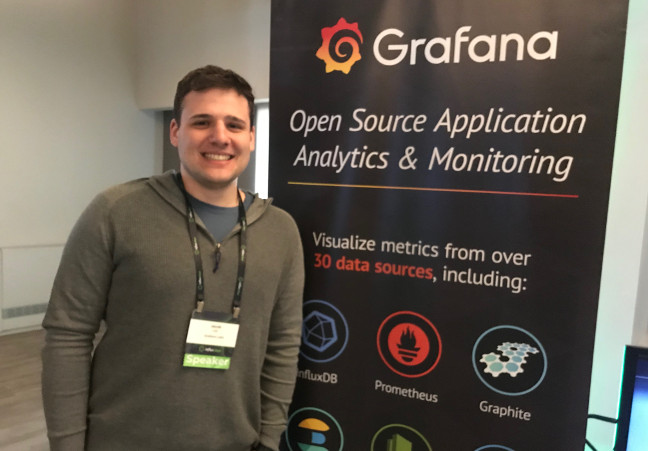 Grafana
Open Source Application
Analytics & Monitoring
Visualize metrics from over
30 data sources, including:
InfluxDB
Prometheus
Graphite
Speaker